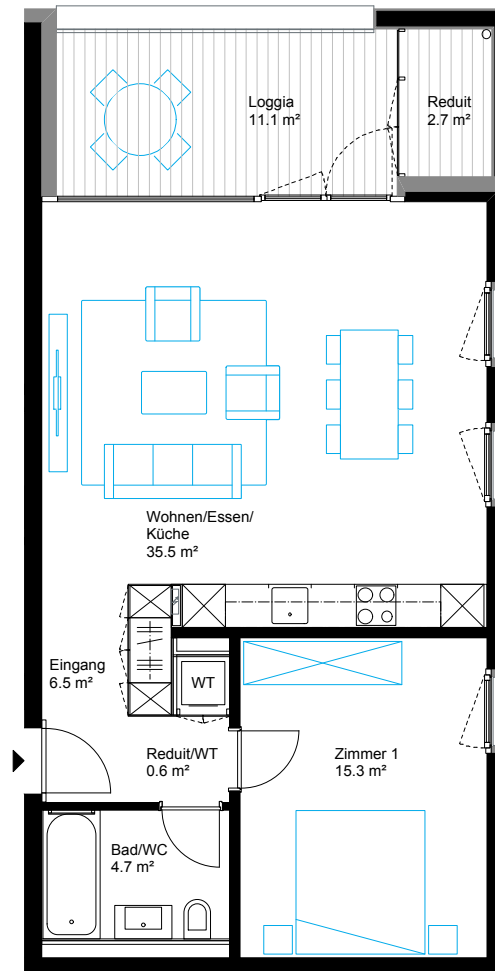 Loggia
11.1 m²
Reduit
2.7 m²
Wohnen/Essen/
Küche
35.5 m²
Eingang
6.5 m²
WT
Reduit/WT
0.6 m²
Zimmer 1
15.3 m²
Bad/WC
4.7 m²